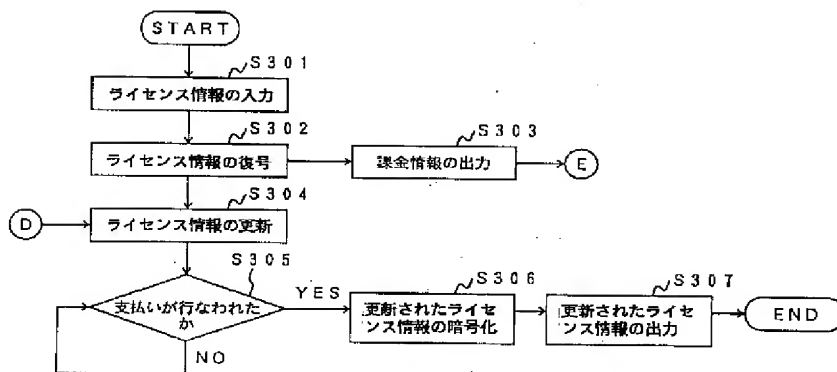 START
S301
ライセンス情報の入力
S302
ライセンス情報の復号
S303
課金情報の出力
E
S304
D
ライセンス情報の更新
S305
支払いが行なわれた
か
YES
NO
S306
更新されたライセ
ンス情報の暗号化
S307
更新されたライセ
ンス情報の出力
END